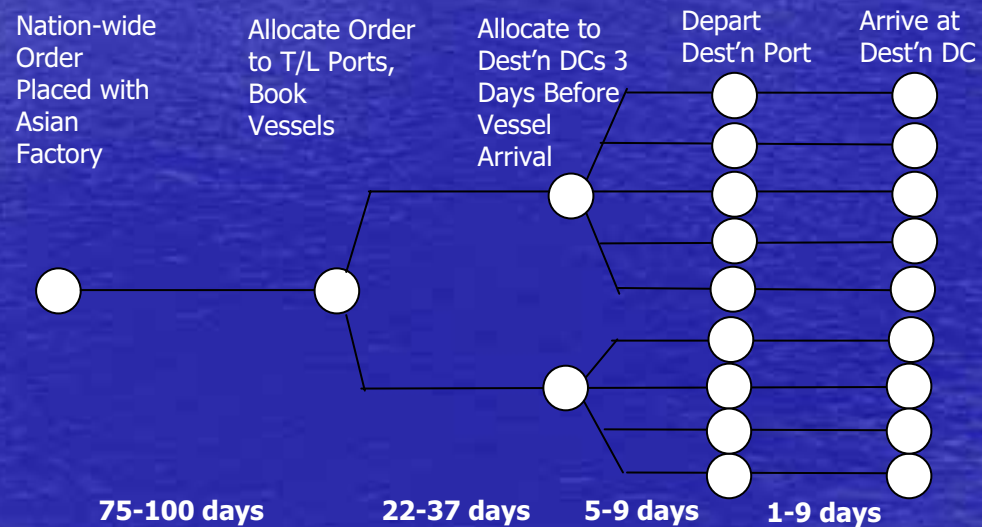 Nation-wide
Order
Placed with
Asian
Factory
Allocate Order
to T/L Ports,
Book
Vessels
Allocate to
Dest’n DCs 3
Days Before
Vessel
Arrival
Depart
Dest’n Port
Arrive at
Dest’n DC
75-100 days
22-37 days
5-9 days
1-9 days